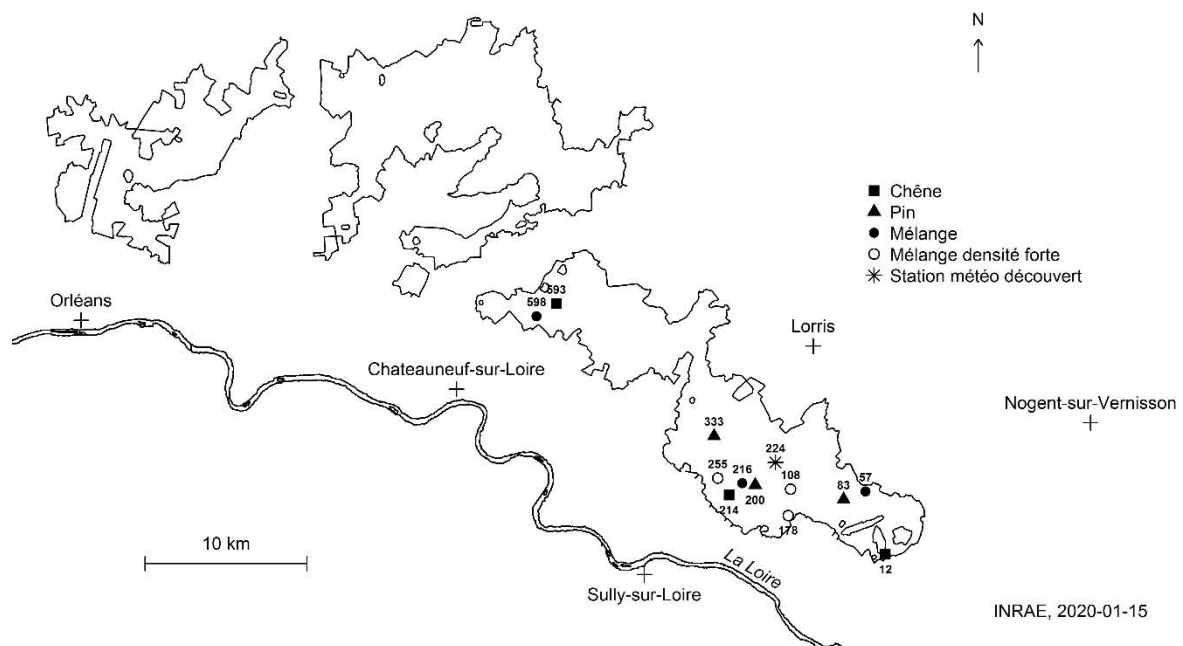 N
Chêne
Pin
Mélange
Mélange densité forte
Station météo découvert
593
598
Orléans
Lorris
Chateauneuf-sur-Loire
Nogent-sur-Vernisson
333
224
255
216
108
83
57
200
214
178
10 km
12
La Loire
Sully-sur-Loire
INRAE, 2020-01-15